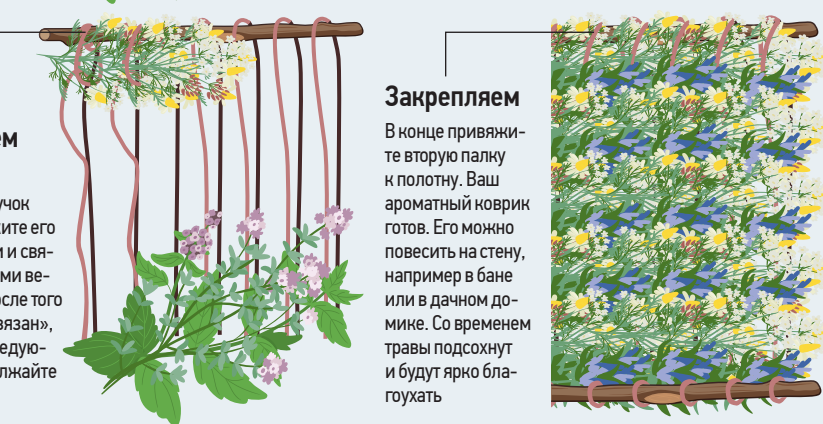 ем
учок
ите его
и и свя-
ми ве-
осле того
вязан»,
едую-
лжайте
Закрепляем
В конце привяжи-
те вторую палку
к полотну. Ваш
ароматный коврик
готов. Его можно
повесить на стену,
например в бане
или в дачном до-
мике. Со временем
травы подсохнут
и будут ярко бла-
гоухать